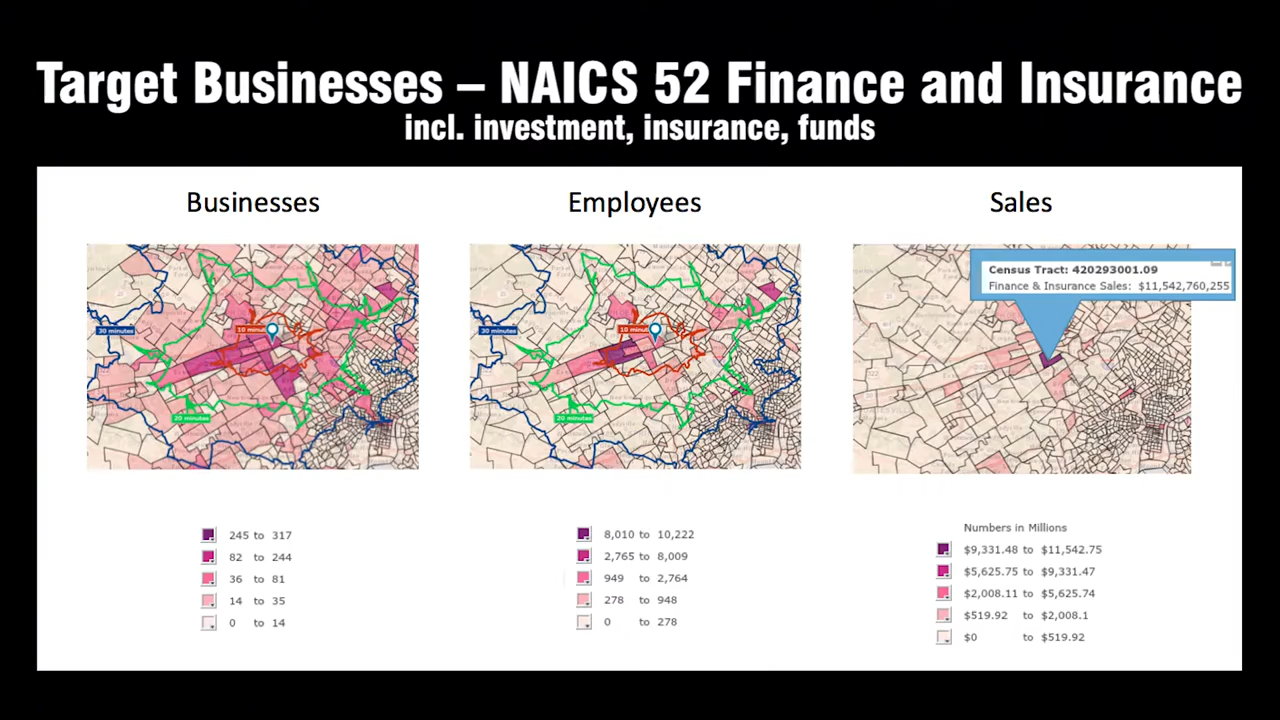 Target Businesses – NAICS 52 Finance and Insurance
incl. investment, insurance, funds
Businesses
Employees
Sales
30 minutes
10 minut
20 minutes
30 minutes
10 minut
20 minutes
Census Tract: 420293001.09
Finance & Insurance Sales: $11,542,760,255
245 to 317
82 to 244
36 to 81
14 to 35
0 to 14
8,010 to 10,222
2,765 to 8,009
949 to 2,764
278 to 948
0 to 278
Numbers in Millions
$9,331.48 to $11,542.75
$5,625.75 to $9,331.47
$2,008.11 to $5,625.74
$519.92 to $2,008.1
$0 to $519.92